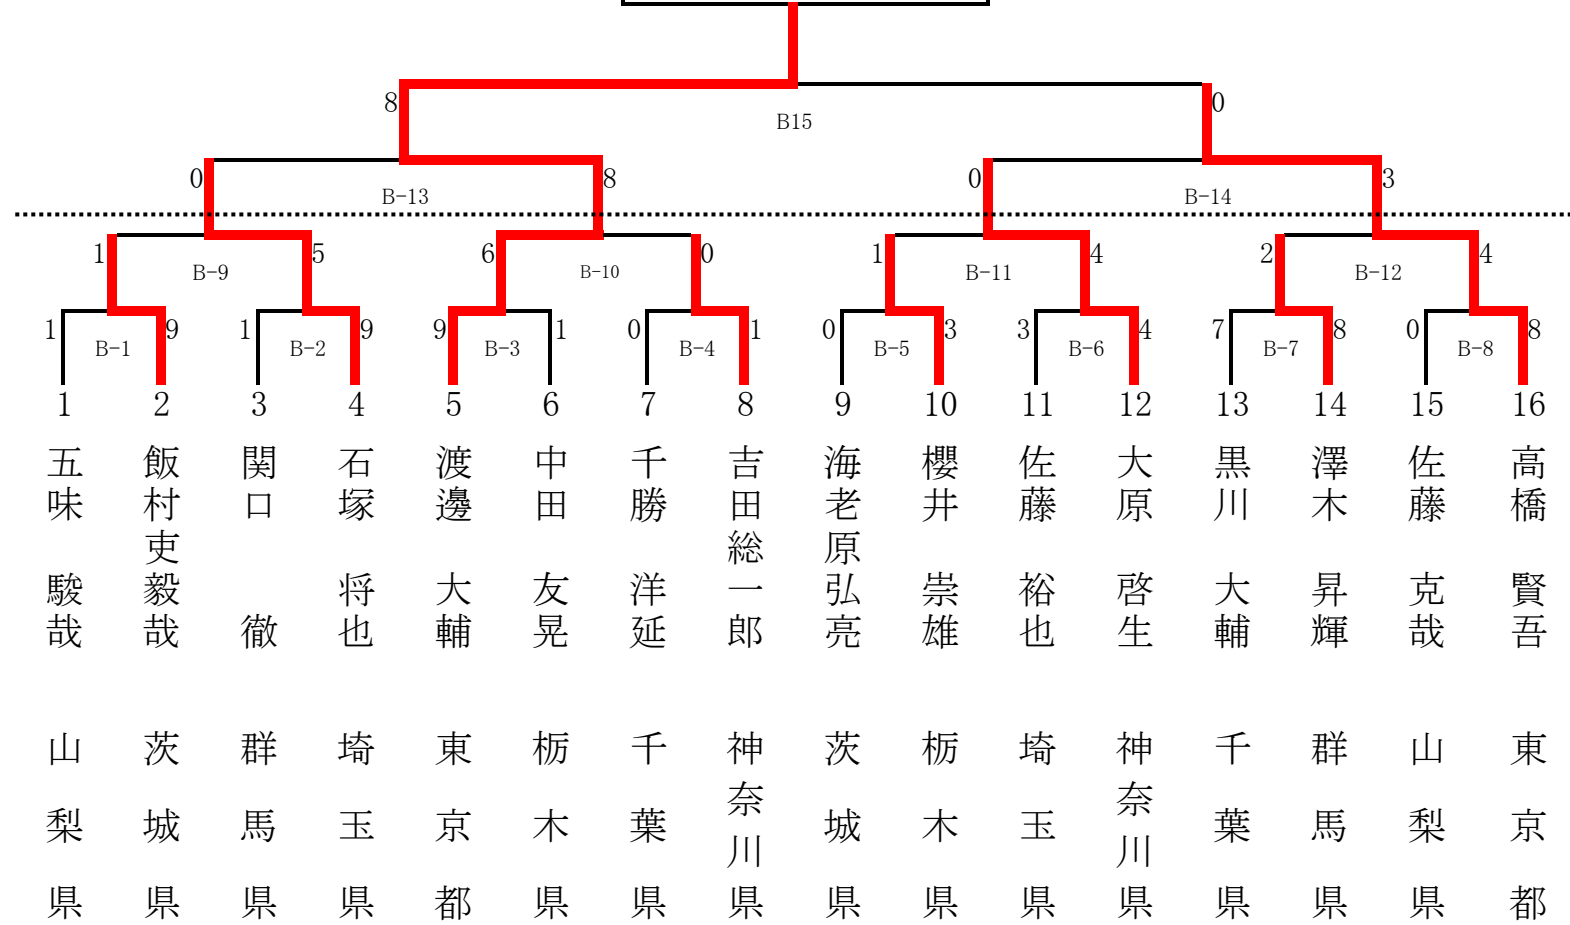 8 0
B15
0 8 0 3
B-13 B-14
1 5 6 0 1 4 2 4
B-9 B-10 B-11 B-12
1 9 1 9 9 1 0 1 0 3 3 4 7 8 0 8
B-1 B-2 B-3 B-4 B-5 B-6 B-7 B-8
1 2 3 4 5 6 7 8 9 10 11 12 13 14 15 16
五味 駿哉
飯村吏毅哉
関口 徹
石塚 将也
渡邊 大輔
中田 友晃
千勝 洋延
吉田総一郎
海老原弘亮
櫻井 崇雄
佐藤 裕也
大原 啓生
黒川 大輔
澤木 昇輝
佐藤 克哉
高橋 賢吾
山梨県
茨城県
群馬県
埼玉県
東京都
栃木県
千葉県
神奈川県
茨城県
栃木県
埼玉県
神奈川県
千葉県
群馬県
山梨県
東京都